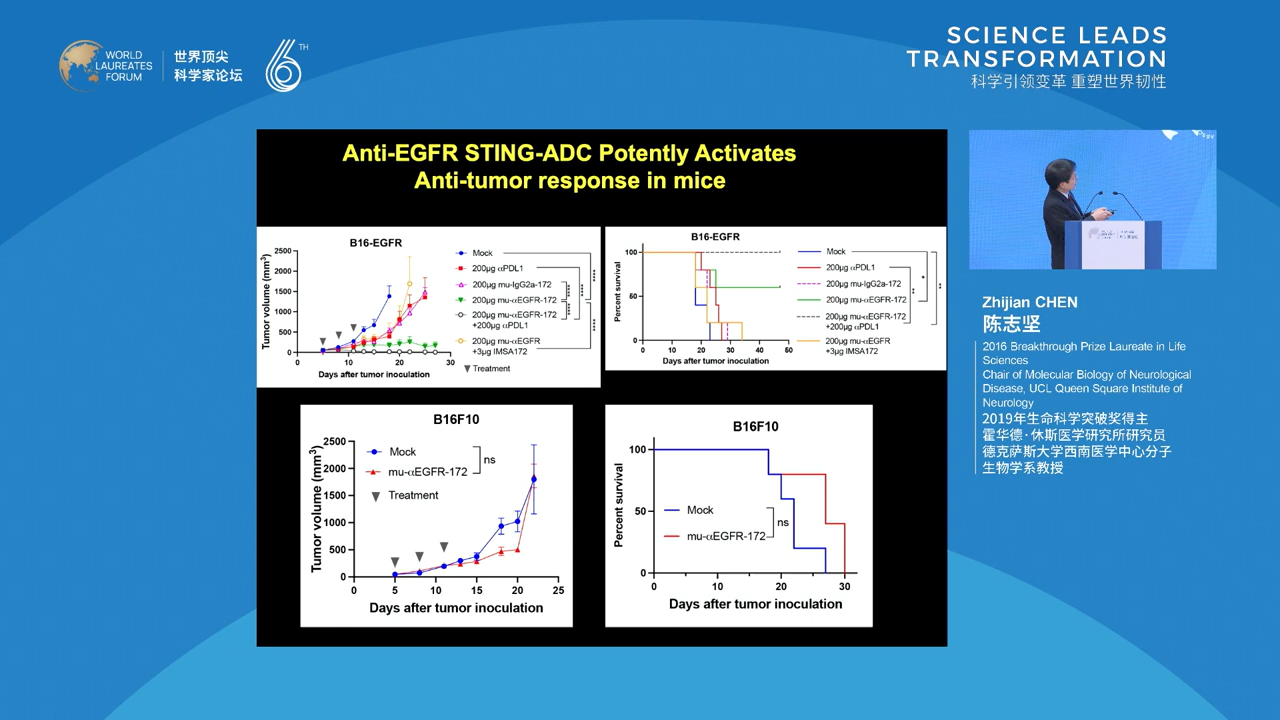 WORLD
LAUREATES
FORUM
世界顶尖
科学家论坛
6TH
SCIENCE LEADS
TRANSFORMATION
科学引领变革 重塑世界韧性
Anti-EGFR STING-ADC Potently Activates
Anti-tumor response in mice
B16-EGFR
Tumor volume (mm3)
2500
2000
1500
1000
500
0
0 10 20 30
Days after tumor inoculation
Mock
200µg αPDL1
200µg mu-IgG2a-172
200µg mu-αEGFR-172
200µg mu-αEGFR-172
+200µg αPDL1
200µg mu-αEGFR
+3µg IMSA172
Treatment
**** **** **** **** ****
B16-EGFR
Percent survival
100
50
0
0 10 20 30 40 50 60
Days after tumor inoculation
Mock
200µg αPDL1
200µg mu-IgG2a-172
200µg mu-αEGFR-172
200µg mu-αEGFR-172
+200µg αPDL1
200µg mu-αEGFR
+3µg IMSA172
** * **
B16F10
Tumor volume (mm3)
2500
2000
1500
1000
500
0
0 5 10 15 20 25
Days after tumor inoculation
Mock
mu-αEGFR-172
ns
Treatment
B16F10
Percent survival
100
50
0
0 10 20 30
Days after tumor inoculation
Mock
mu-αEGFR-172
ns
Zhijian CHEN
陈志坚
2016 Breakthrough Prize Laureate in Life
Sciences
Chair of Molecular Biology of Neurological
Disease, UCL Queen Square Institute of
Neurology
2019年生命科学突破奖得主
霍华德·休斯医学研究所研究员
德克萨斯大学西南医学中心分子
生物学系教授